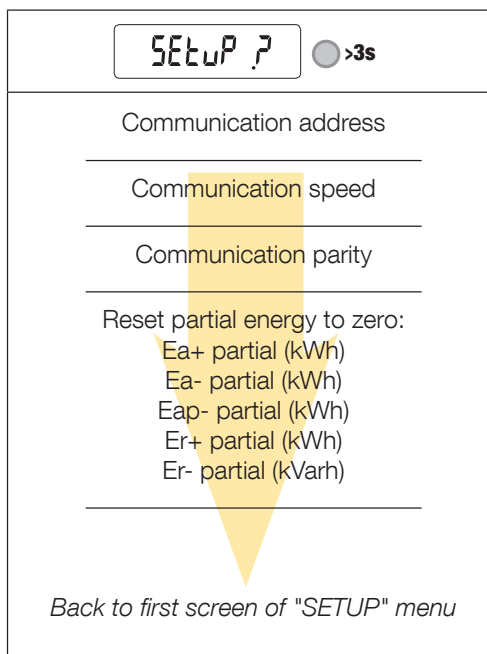 SEtuP ?
>3s
Communication address
Communication speed
Communication parity
Reset partial energy to zero:
Ea+ partial (kWh)
Ea- partial (kWh)
Eap- partial (kWh)
Er+ partial (kWh)
Er- partial (kVarh)
Back to first screen of "SETUP" menu